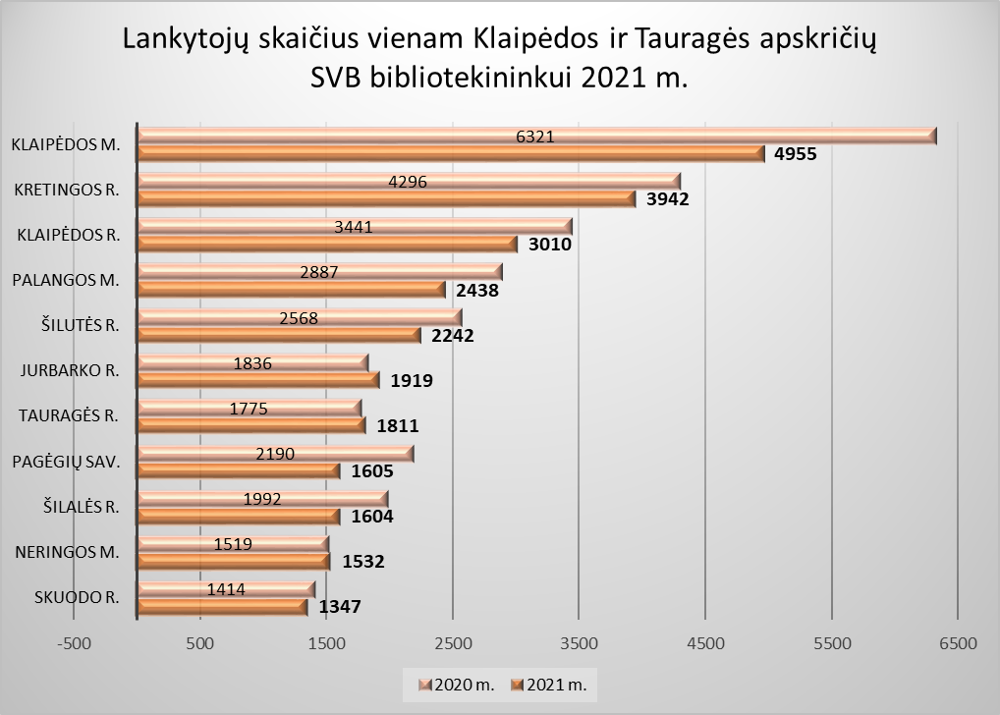 Lankytojų skaičius vienam Klaipėdos ir Tauragės apskričių
SVB bibliotekininkui 2021 m.
KLAIPĖDOS M.
6321
4955
KRETINGOS R.
4296
3942
KLAIPĖDOS R.
3441
3010
PALANGOS M.
2887
2438
ŠILUTĖS R.
2568
2242
JURBARKO R.
1836
1919
TAURAGĖS R.
1775
1811
PAGĖGIŲ SAV.
2190
1605
ŠILALĖS R.
1992
1604
NERINGOS M.
1519
1532
SKUODO R.
1414
1347
-500 500 1500 2500 3500 4500 5500 6500
2020 m. 2021 m.